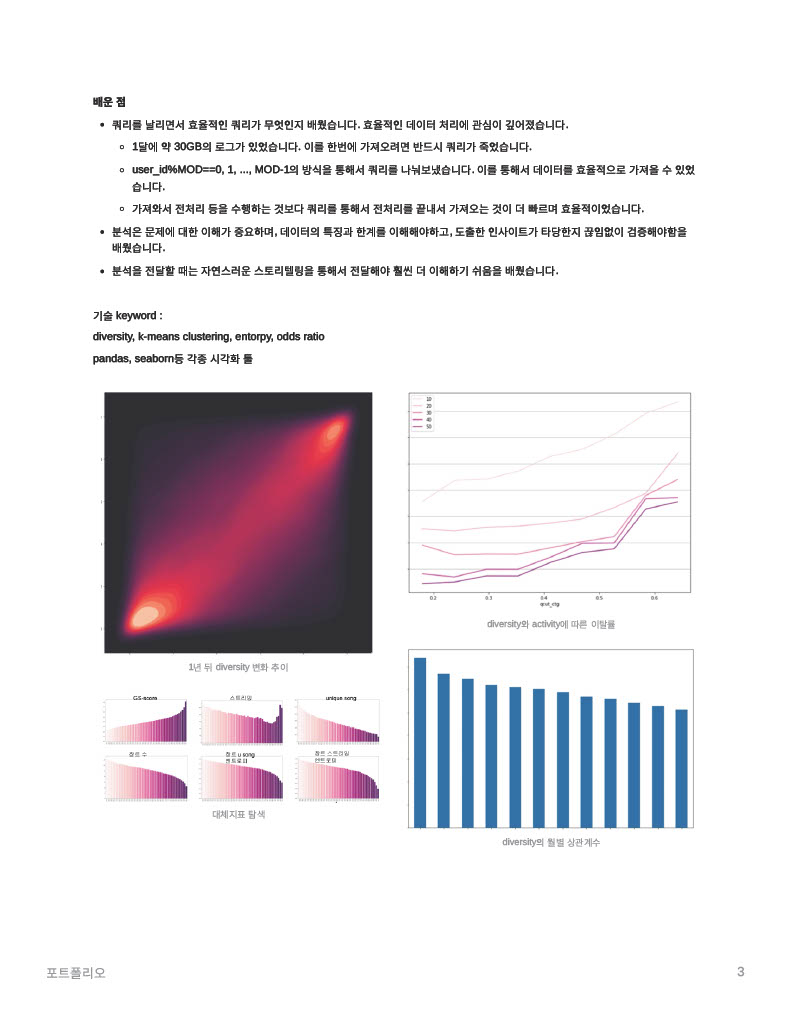 배운 점
쿼리를 날리면서 효율적인 쿼리가 무엇인지 배웠습니다. 효율적인 데이터 처리에 관심이 깊어졌습니다.
1달에 약 30GB의 로그가 있었습니다. 이를 한번에 가져오려면 반드시 쿼리가 죽었습니다.
user_id%MOD==0, 1, ..., MOD-1의 방식을 통해서 쿼리를 나눠보냈습니다. 이를 통해서 데이터를 효율적으로 가져올 수 있었
습니다.
가져와서 전처리 등을 수행하는 것보다 쿼리를 통해서 전처리를 끝내서 가져오는 것이 더 빠르며 효율적이었습니다.
분석은 문제에 대한 이해가 중요하며, 데이터의 특징과 한계를 이해해야하고, 도출한 인사이트가 타당한지 끊임없이 검증해야함을
배웠습니다.
분석을 전달할 때는 자연스러운 스토리텔링을 통해서 전달해야 훨씬 더 이해하기 쉬움을 배웠습니다.
기술 keyword :
diversity, k-means clustering, entorpy, odds ratio
pandas, seaborn등 각종 시각화 툴
10
20
30
40
50
0.2 0.3 0.4 0.5 0.6
diversity와 activity에 따른 이탈률
1년 뒤 diversity 변화 추이
GS-score 스트리밍 unique song
장르 수 장르 u song 장르 스트리밍
엔트로피 엔트로피
대체지표 탐색
diversity의 월별 상관계수
포트폴리오 3